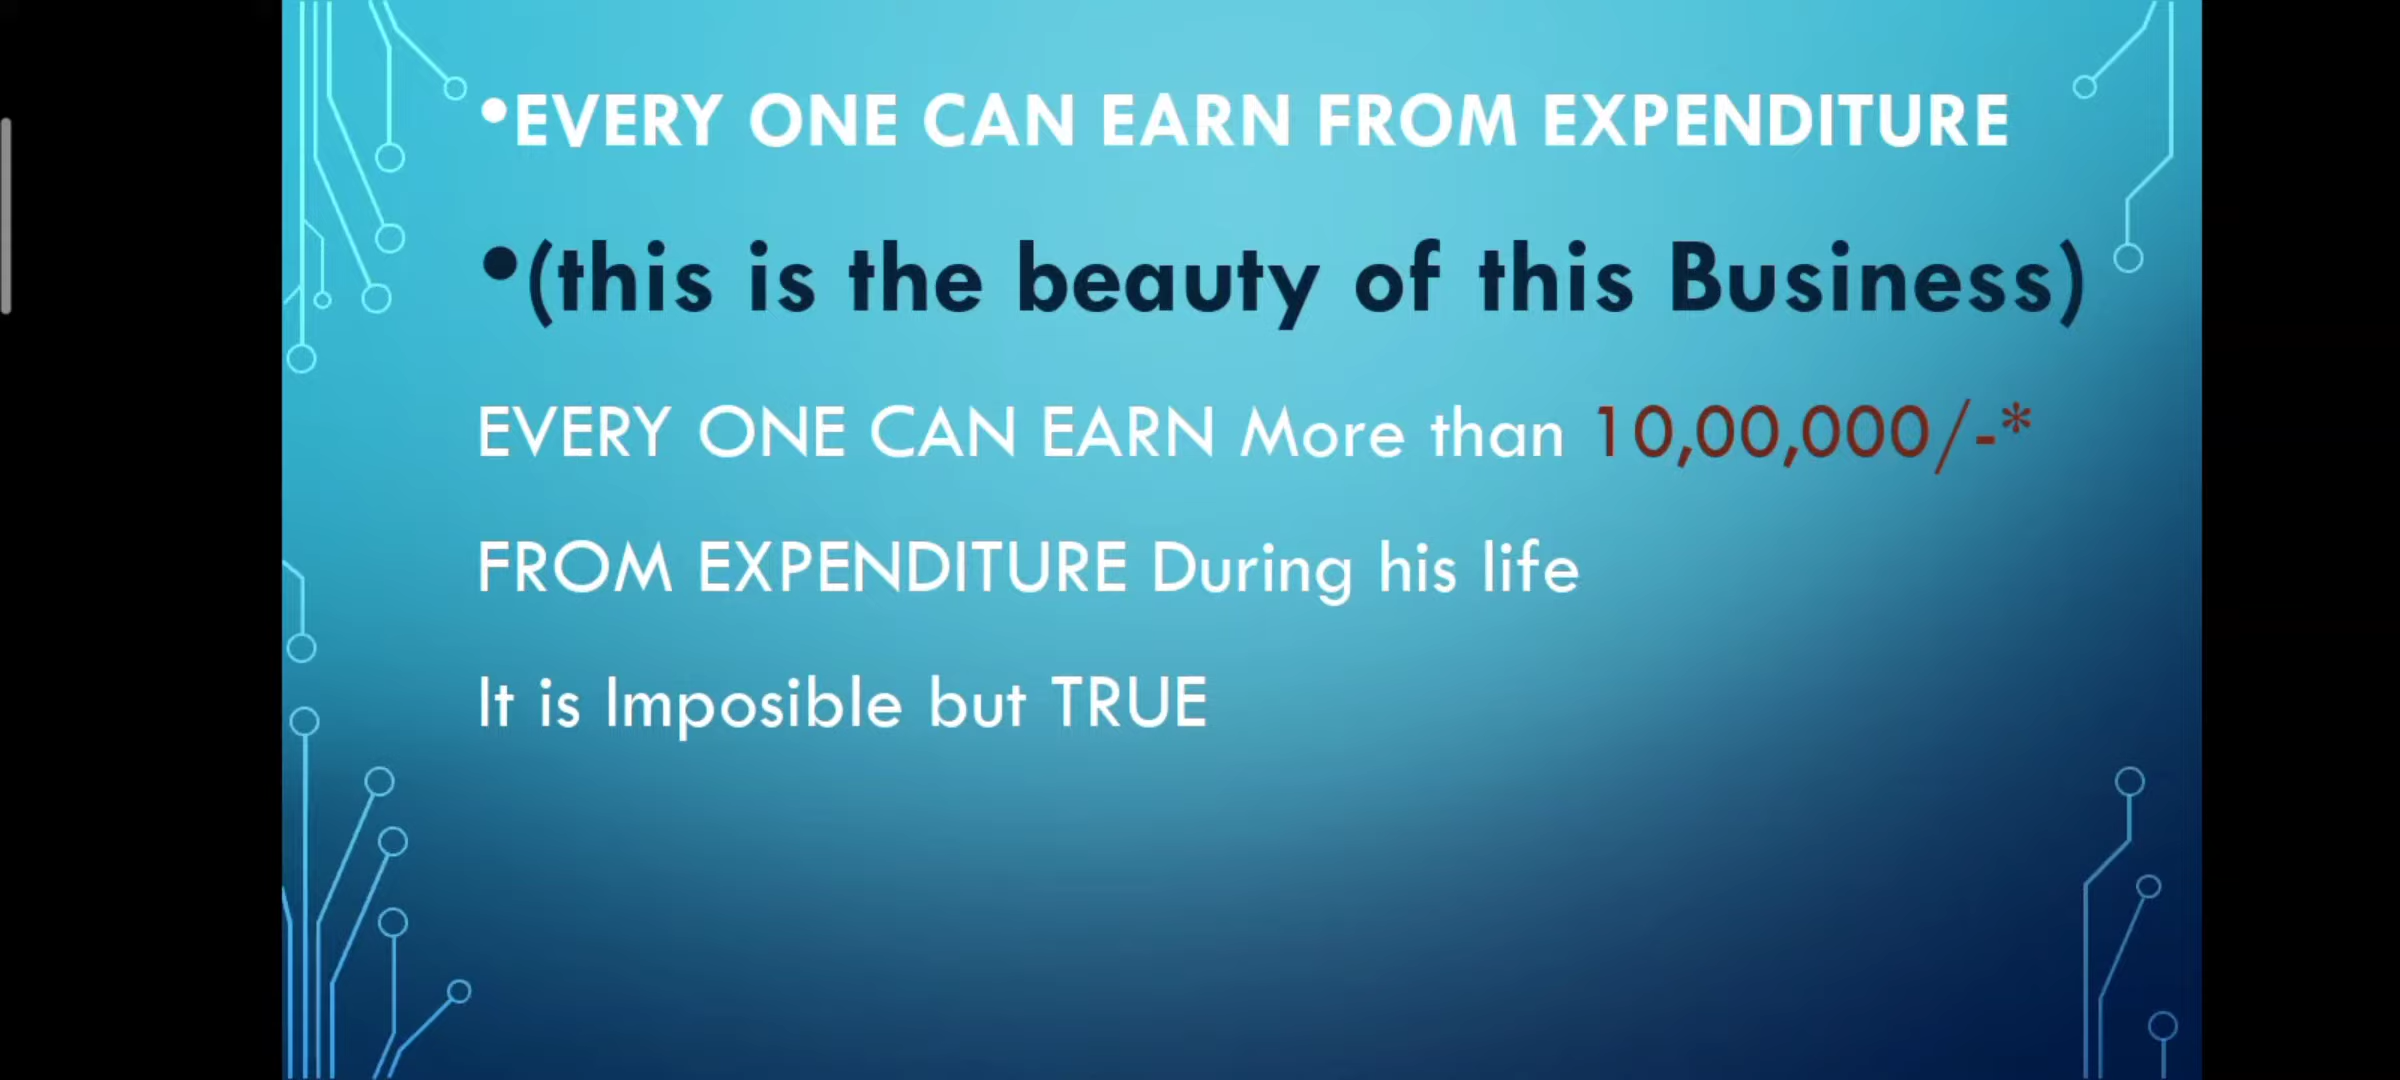 •EVERY ONE CAN EARN FROM EXPENDITURE
•(this is the beauty of this Business)
EVERY ONE CAN EARN More than 10,00,000/-*
FROM EXPENDITURE During his life
It is Imposible but TRUE